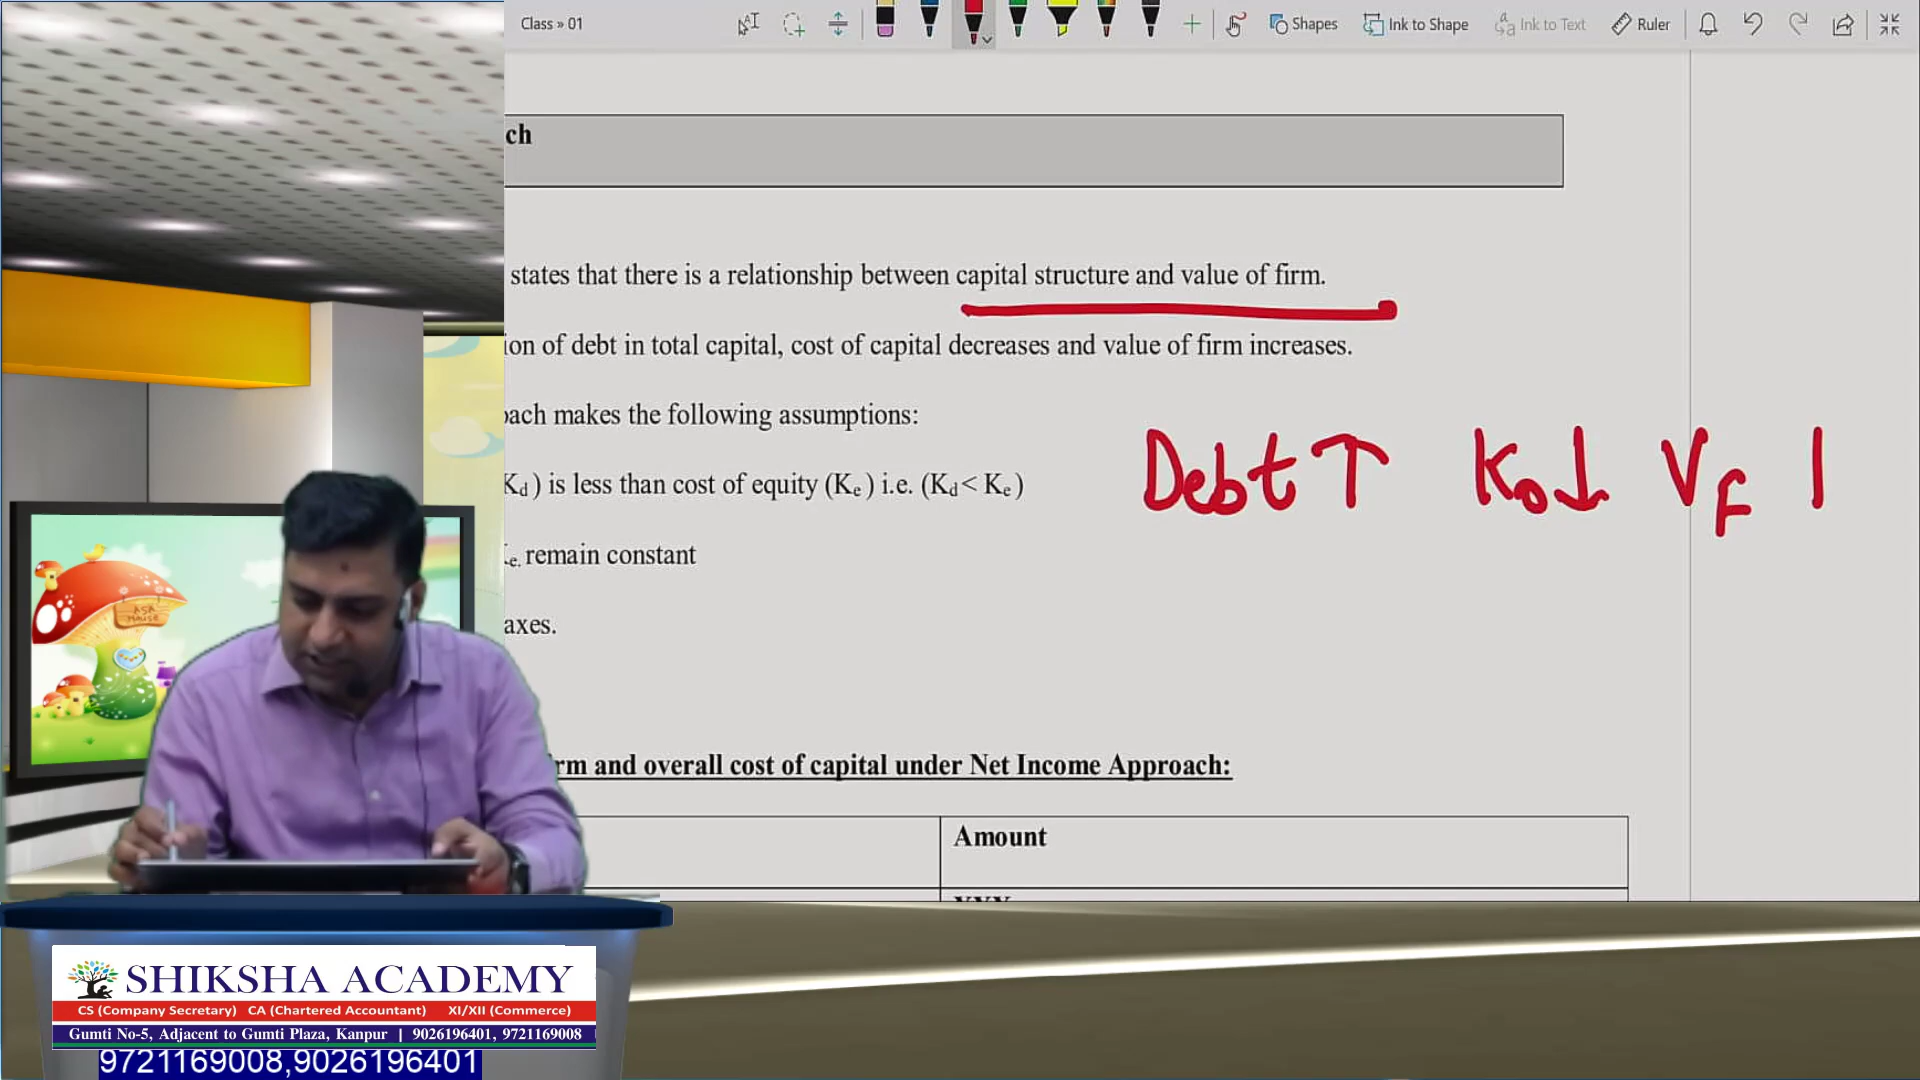 Class » 01
Shapes
Ink to Shape
Ink to Text
Ruler
ch
states that there is a relationship between capital structure and value of firm.
ion of debt in total capital, cost of capital decreases and value of firm increases.
ach makes the following assumptions:
Kd ) is less than cost of equity (Ke ) i.e. (Kd< Ke )
Debt ↑ Ko↓ VF
e. remain constant
axes.
ASA
House
rm and overall cost of capital under Net Income Approach:
Amount
SHIKSHA ACADEMY
CS (Company Secretary) CA (Chartered Accountant) XI/XII (Commerce)
Gumti No-5, Adjacent to Gumti Plaza, Kanpur | 9026196401, 9721169008
9721169008,9026196401